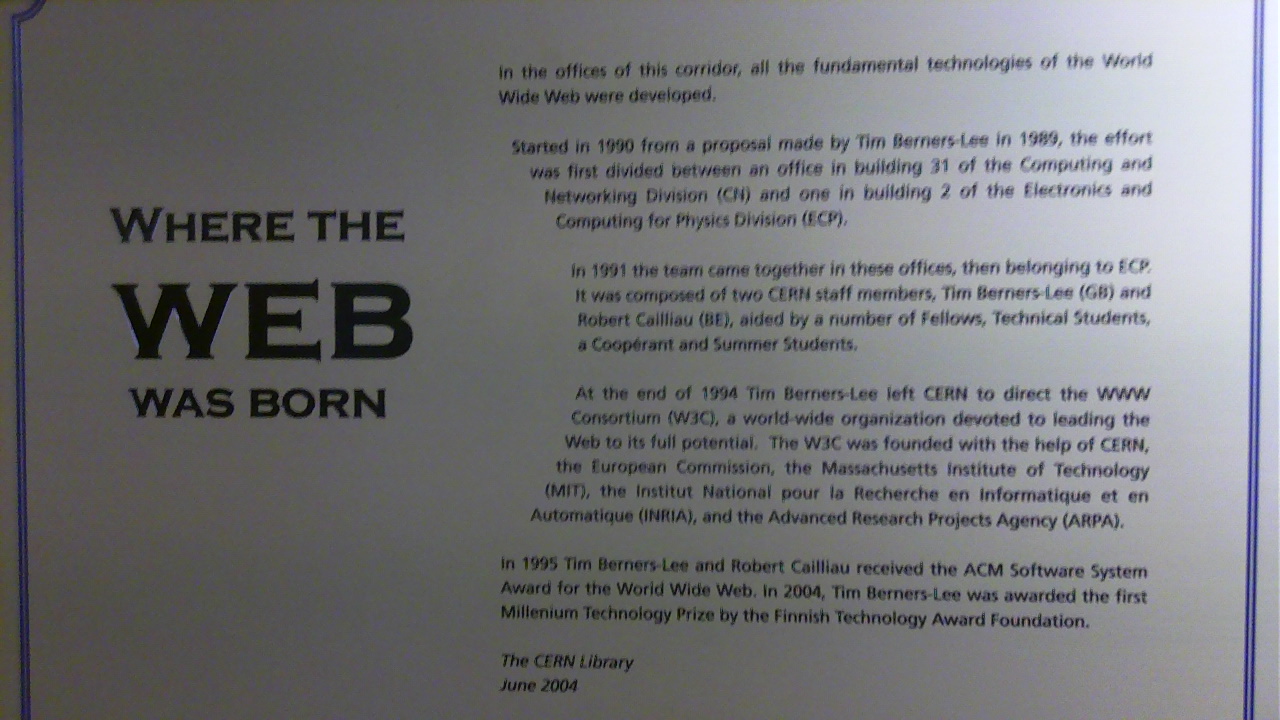 WHERE THE
WEB
WAS BORN
In the offices of this corridor, all the fundamental technologies of the World
Wide Web were developed.
Started in 1990 from a proposal made by Tim Berners-Lee in 1989, the effort
was first divided between an office in building 31 of the Computing and
Networking Division (CN) and one in building 2 of the Electronics and
Computing for Physics Division (ECP).
In 1991 the team came together in these offices, then belonging to ECP.
It was composed of two CERN staff members, Tim Berners-Lee (GB) and
Robert Cailliau (BE), aided by a number of Fellows, Technical Students,
a Coopérant and Summer Students.
At the end of 1994 Tim Berners-Lee left CERN to direct the WWW
Consortium (W3C), a world-wide organization devoted to leading the
Web to its full potential. The W3C was founded with the help of CERN,
the European Commission, the Massachusetts Institute of Technology
(MIT), the Institut National pour la Recherche en Informatique et en
Automatique (INRIA), and the Advanced Research Projects Agency (ARPA).
In 1995 Tim Berners-Lee and Robert Cailliau received the ACM Software System
Award for the World Wide Web. In 2004, Tim Berners-Lee was awarded the first
Millenium Technology Prize by the Finnish Technology Award Foundation.
The CERN Library
June 2004